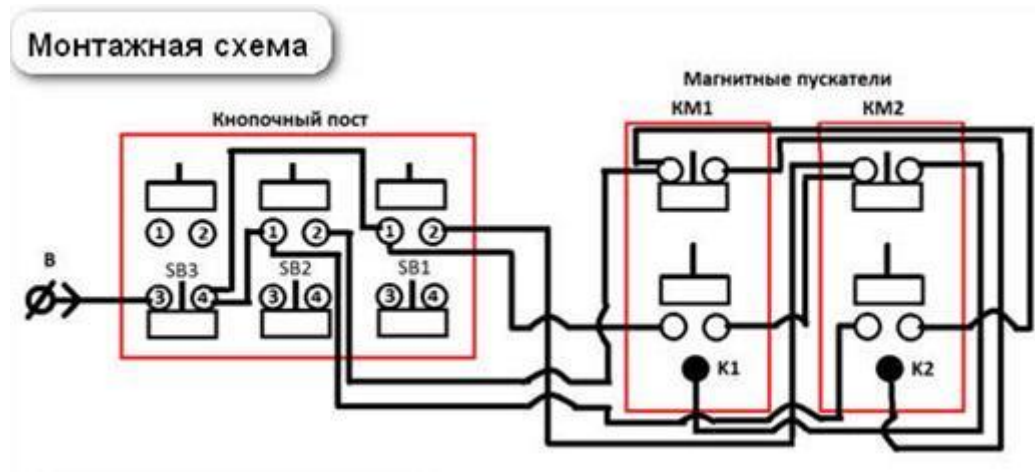 Монтажная схема
Магнитные пускатели
КМ1 КМ2
Кнопочный пост
1 2 1 2 1 2
В SB3 SB2 SB1
3 4 3 4 3 4
К1 К2